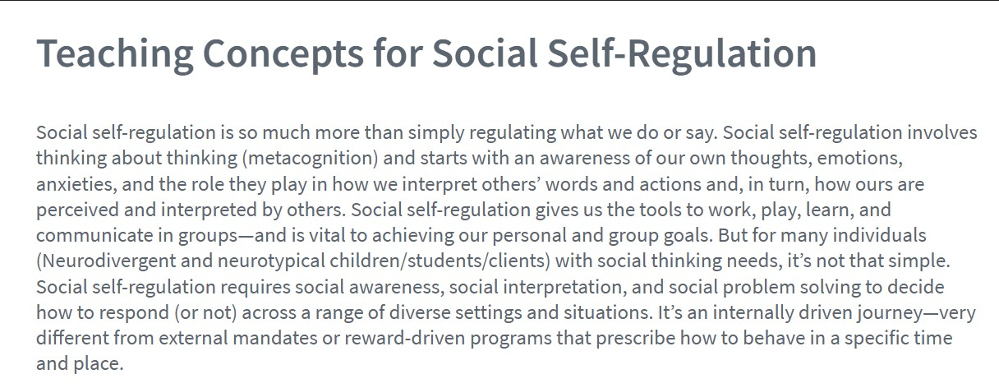 Teaching Concepts for Social Self-Regulation
Social self-regulation is so much more than simply regulating what we do or say. Social self-regulation involves
thinking about thinking (metacognition) and starts with an awareness of our own thoughts, emotions,
anxieties, and the role they play in how we interpret others’ words and actions and, in turn, how ours are
perceived and interpreted by others. Social self-regulation gives us the tools to work, play, learn, and
communicate in groups—and is vital to achieving our personal and group goals. But for many individuals
(Neurodivergent and neurotypical children/students/clients) with social thinking needs, it’s not that simple.
Social self-regulation requires social awareness, social interpretation, and social problem solving to decide
how to respond (or not) across a range of diverse settings and situations. It’s an internally driven journey—very
different from external mandates or reward-driven programs that prescribe how to behave in a specific time
and place.